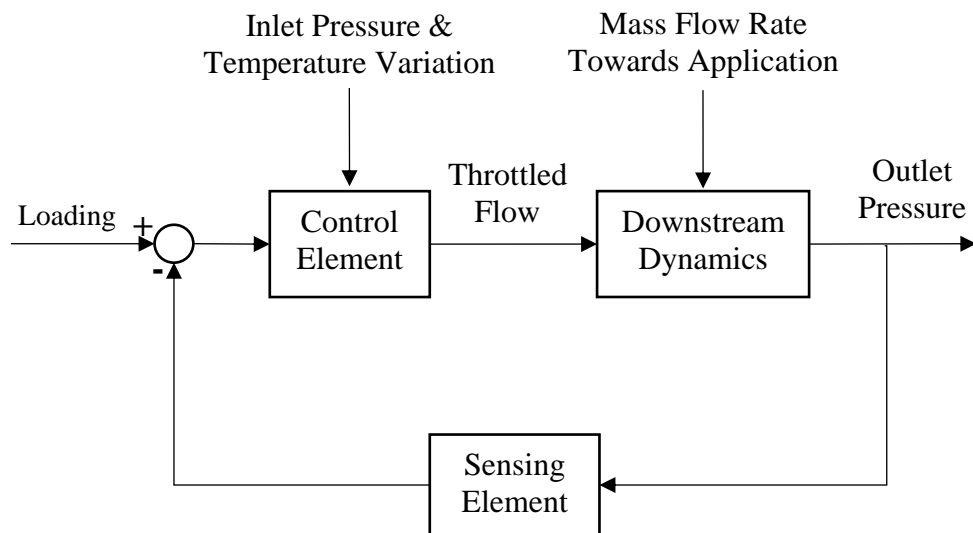 Inlet Pressure &
Temperature Variation
Mass Flow Rate
Towards Application
Loading
+
-
Control
Element
Throttled
Flow
Downstream
Dynamics
Outlet
Pressure
Sensing
Element